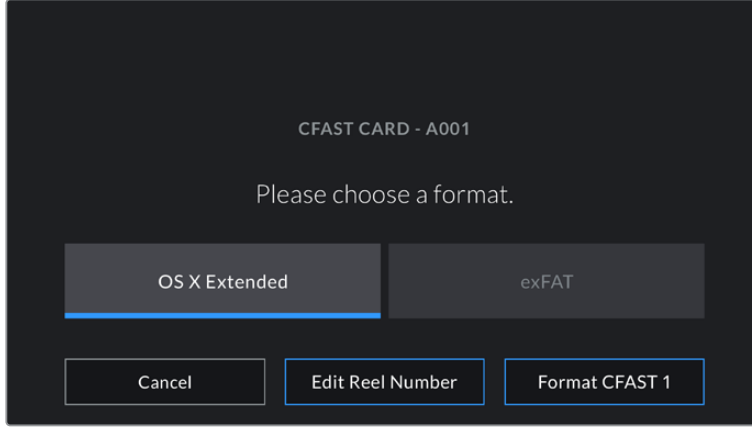 CFAST CARD - A001
Please choose a format.
OS X Extended
exFAT
Cancel
Edit Reel Number
Format CFAST 1